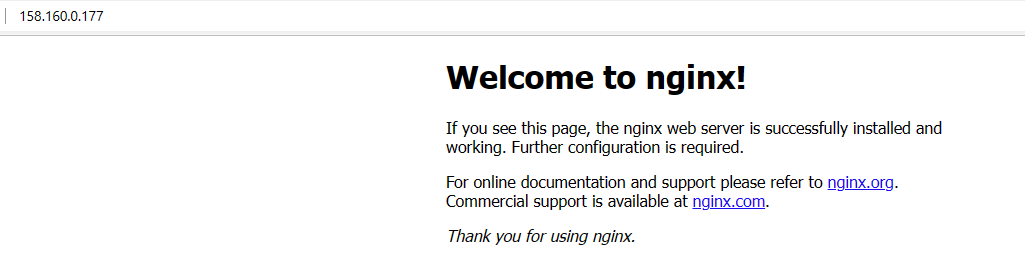 158.160.0.177
Welcome to nginx!
If you see this page, the nginx web server is successfully installed and
working. Further configuration is required.
For online documentation and support please refer to nginx.org.
Commercial support is available at nginx.com.
Thank you for using nginx.